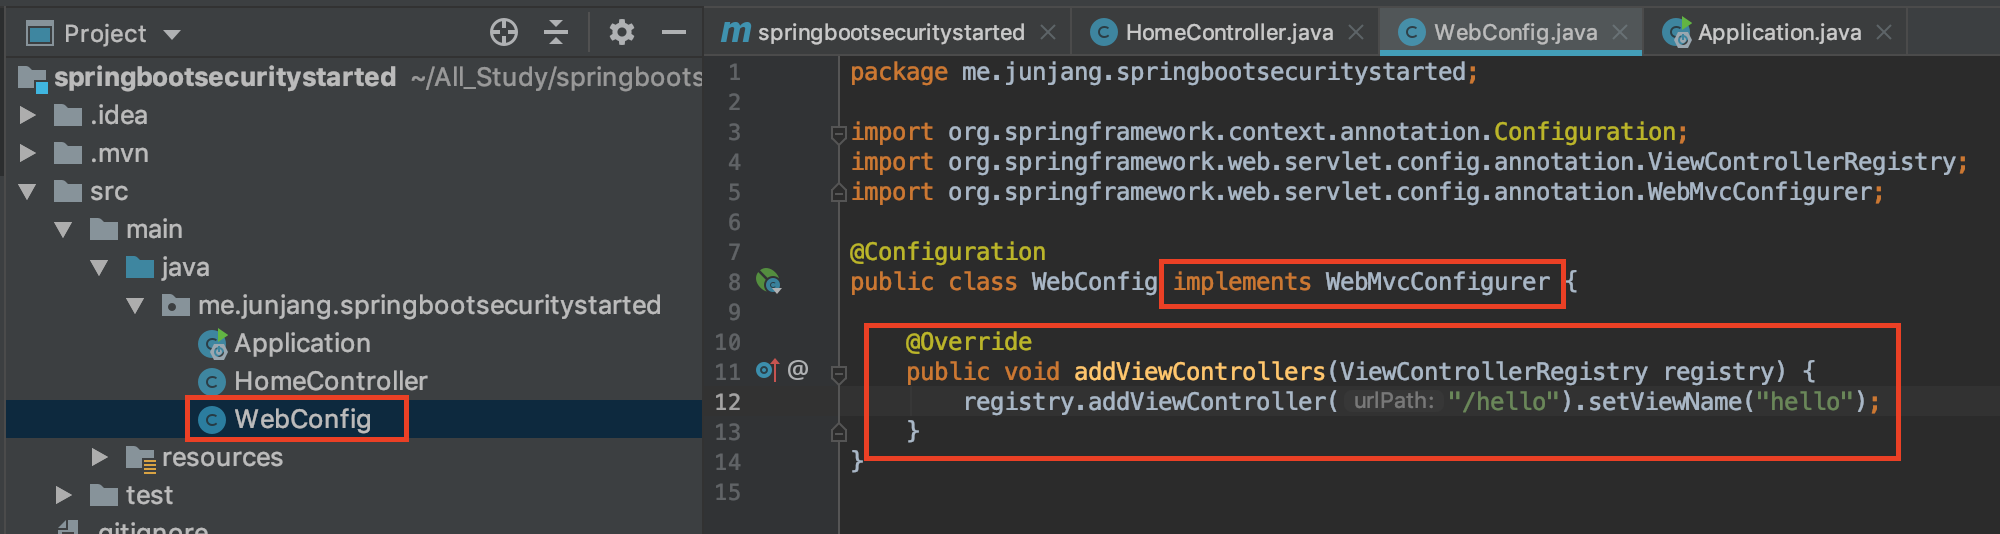 Project
springbootsecuritystarted ~/All_Study/springboots
.idea
.mvn
src
main
java
me.junjang.springbootsecuritystarted
Application
HomeController
WebConfig
resources
test
.gitignore
springbootsecuritystarted HomeController.java WebConfig.java Application.java
1 package me.junjang.springbootsecuritystarted;
2
3 import org.springframework.context.annotation.Configuration;
4 import org.springframework.web.servlet.config.annotation.ViewControllerRegistry;
5 import org.springframework.web.servlet.config.annotation.WebMvcConfigurer;
6
7 @Configuration
8 public class WebConfig implements WebMvcConfigurer {
9
10 @Override
11 public void addViewControllers(ViewControllerRegistry registry) {
12 registry.addViewController( urlPath: "/hello").setViewName("hello");
13 }
14 }
15